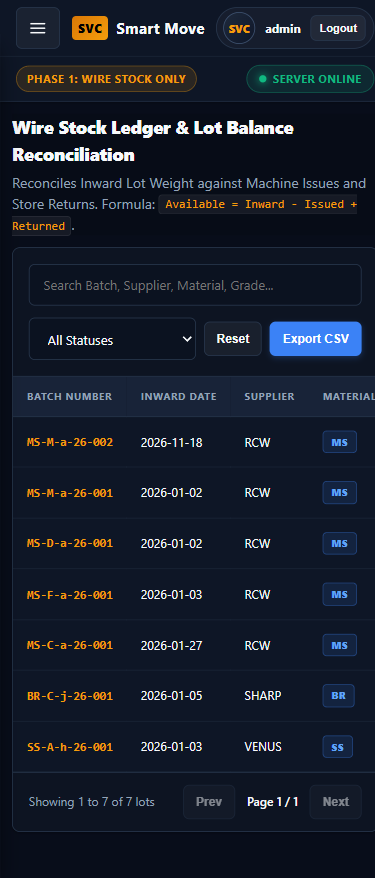 SVC Smart Move SVC admin Logout
PHASE 1: WIRE STOCK ONLY SERVER ONLINE
Wire Stock Ledger & Lot Balance
Reconciliation
Reconciles Inward Lot Weight against Machine Issues and
Store Returns. Formula: Available = Inward - Issued +
Returned.
Search Batch, Supplier, Material, Grade...
All Statuses Reset Export CSV
BATCH NUMBER INWARD DATE SUPPLIER MATERIAL
MS-M-a-26-002 2026-11-18 RCW MS
MS-M-a-26-001 2026-01-02 RCW MS
MS-D-a-26-001 2026-01-02 RCW MS
MS-F-a-26-001 2026-01-03 RCW MS
MS-C-a-26-001 2026-01-27 RCW MS
BR-C-j-26-001 2026-01-05 SHARP BR
SS-A-h-26-001 2026-01-03 VENUS SS
Showing 1 to 7 of 7 lots Prev Page 1 / 1 Next